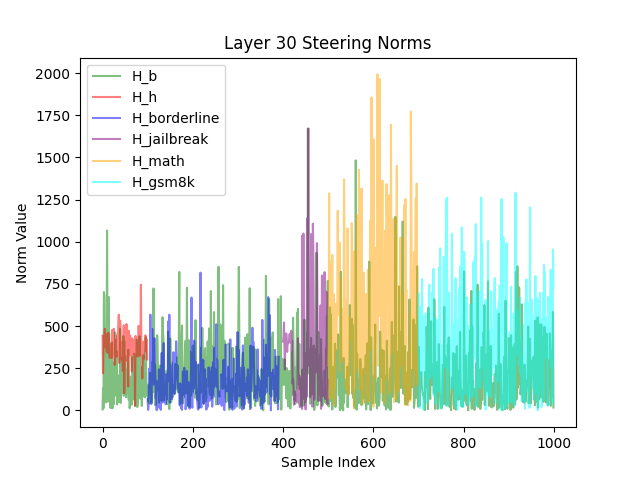 Layer 30 Steering Norms
H_b
H_h
H_borderline
H_jailbreak
H_math
H_gsm8k
Norm Value
2000
1750
1500
1250
1000
750
500
250
0
0 200 400 600 800 1000
Sample Index